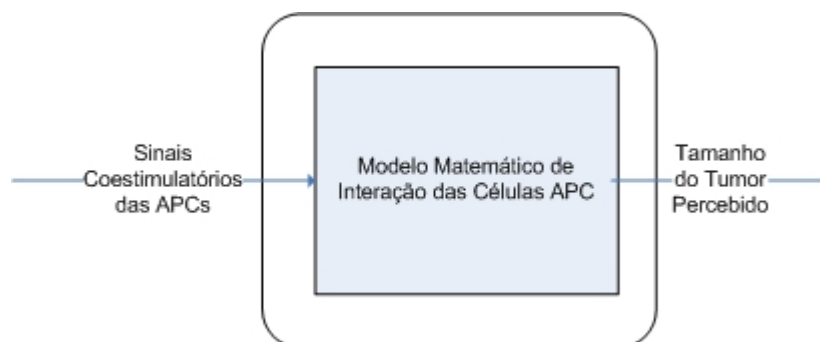 Sinais
Coestimulatórios
das APCs
Modelo Matemático de
Interação das Células APC
Tamanho
do Tumor
Percebido